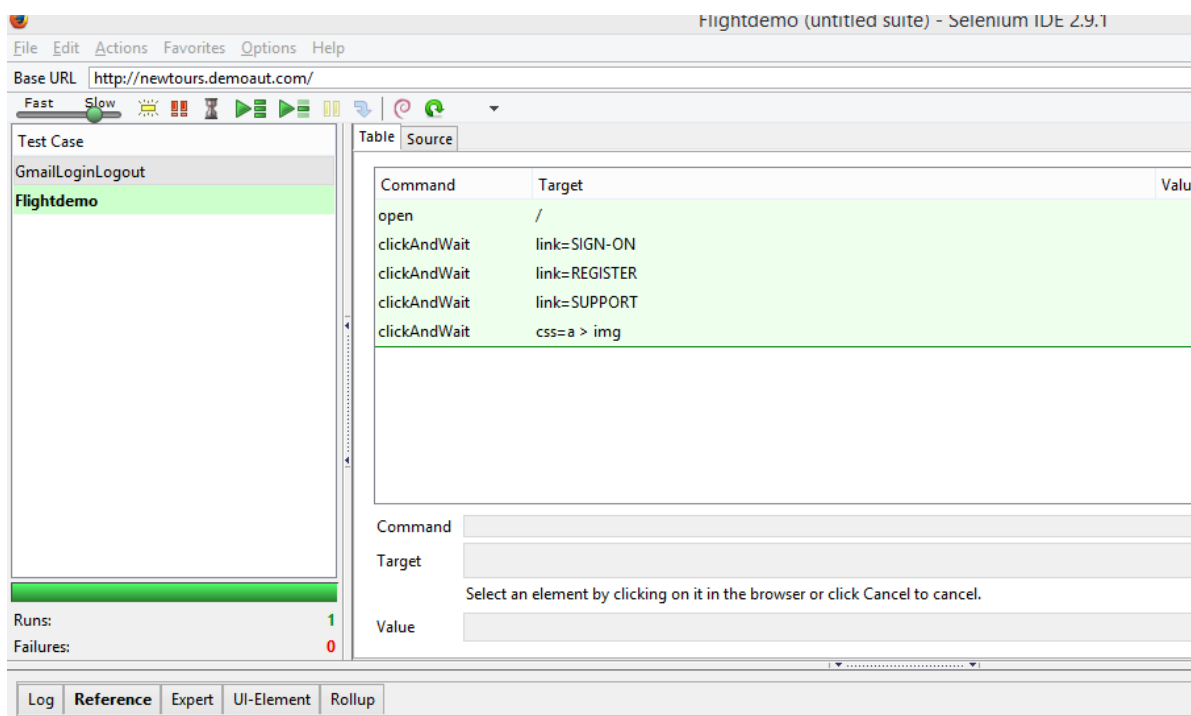 Flightdemo (untitled suite) - Selenium IDE 2.9.1
File Edit Actions Favorites Options Help
Base URL http://newtours.demoaut.com/
Fast Slow
Test Case
GmailLoginLogout
Flightdemo
Runs: 1
Failures: 0
Table Source
Command Target Valu
open /
clickAndWait link=SIGN-ON
clickAndWait link=REGISTER
clickAndWait link=SUPPORT
clickAndWait css=a > img
Command
Target
Select an element by clicking on it in the browser or click Cancel to cancel.
Value
Log Reference Expert UI-Element Rollup